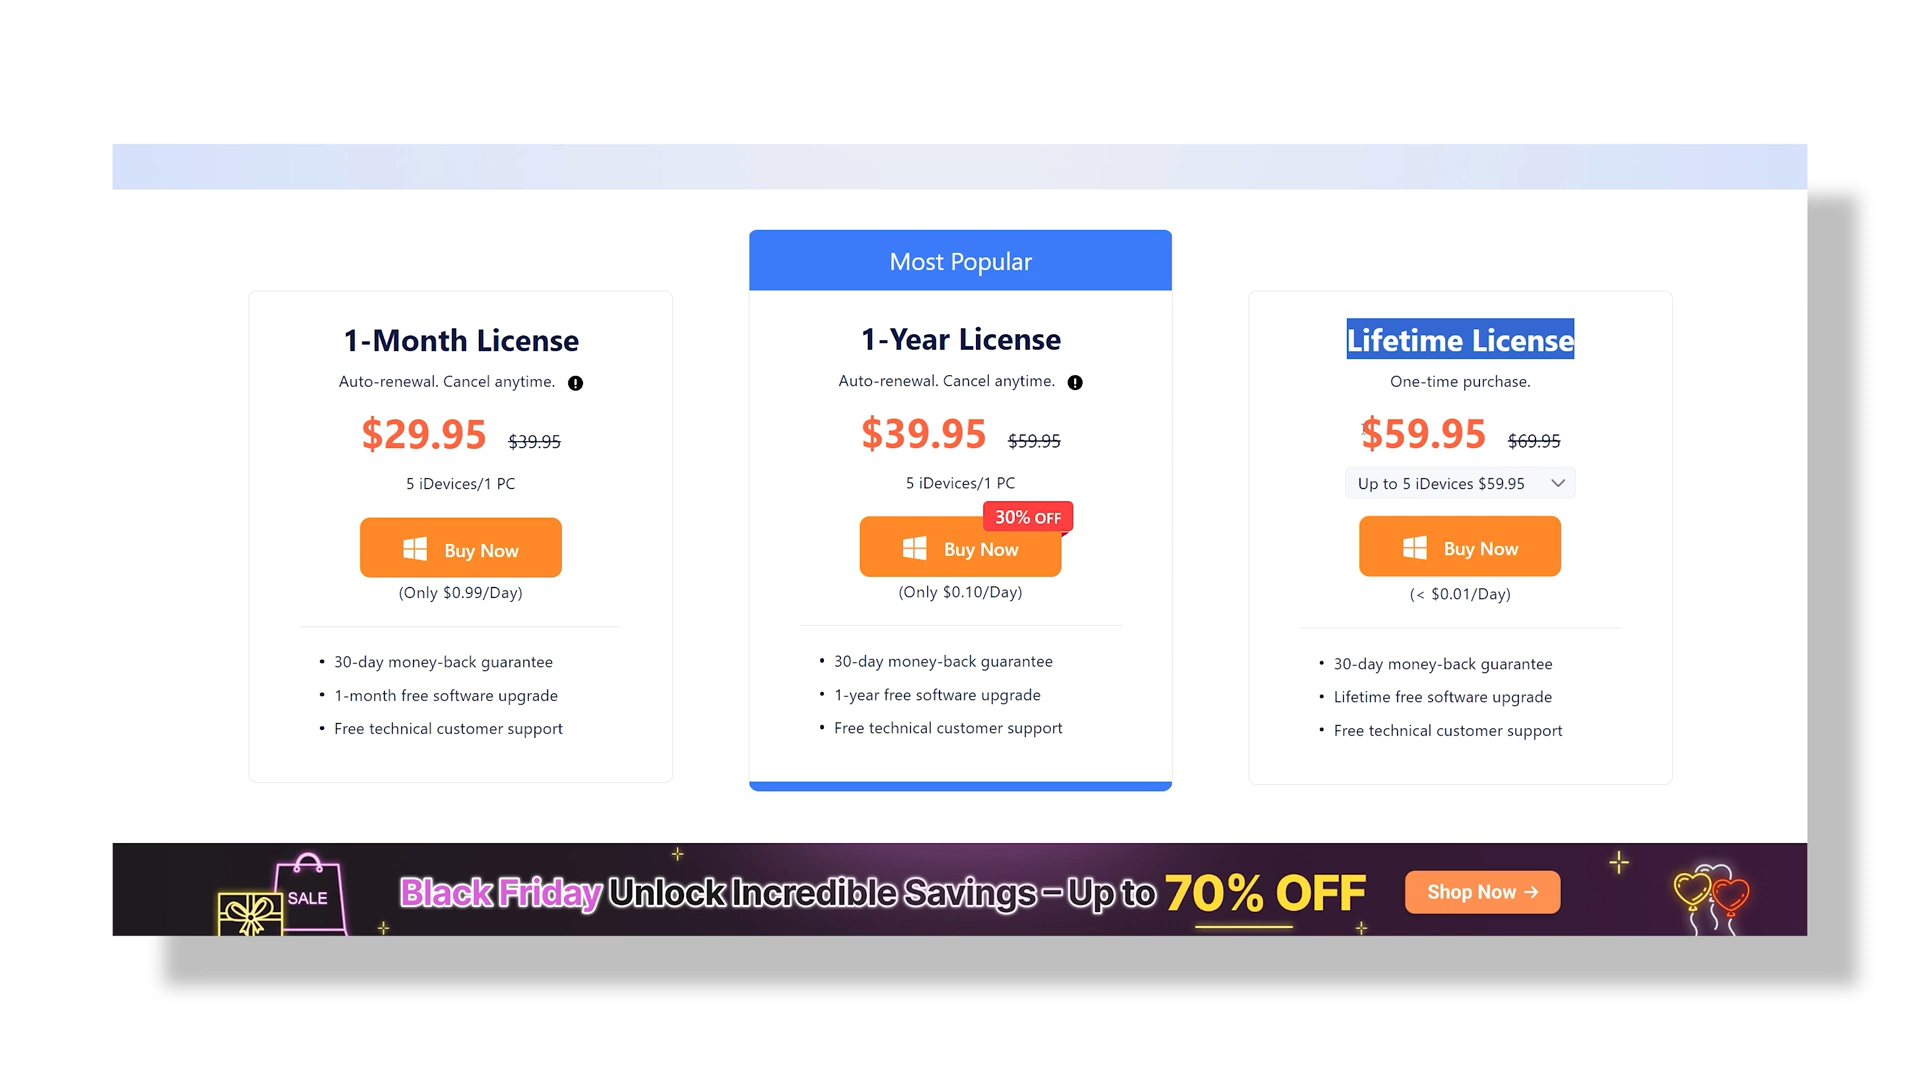 Most Popular
1-Month License
Auto-renewal. Cancel anytime.
$29.95 $39.95
5 iDevices/1 PC
Buy Now
(Only $0.99/Day)
• 30-day money-back guarantee
• 1-month free software upgrade
• Free technical customer support
1-Year License
Auto-renewal. Cancel anytime.
$39.95 $59.95
5 iDevices/1 PC
30% OFF
Buy Now
(Only $0.10/Day)
• 30-day money-back guarantee
• 1-year free software upgrade
• Free technical customer support
Lifetime License
One-time purchase.
$59.95 $69.95
Up to 5 iDevices $59.95
Buy Now
(< $0.01/Day)
• 30-day money-back guarantee
• Lifetime free software upgrade
• Free technical customer support
SALE
Black Friday Unlock Incredible Savings – Up to 70% OFF
Shop Now →